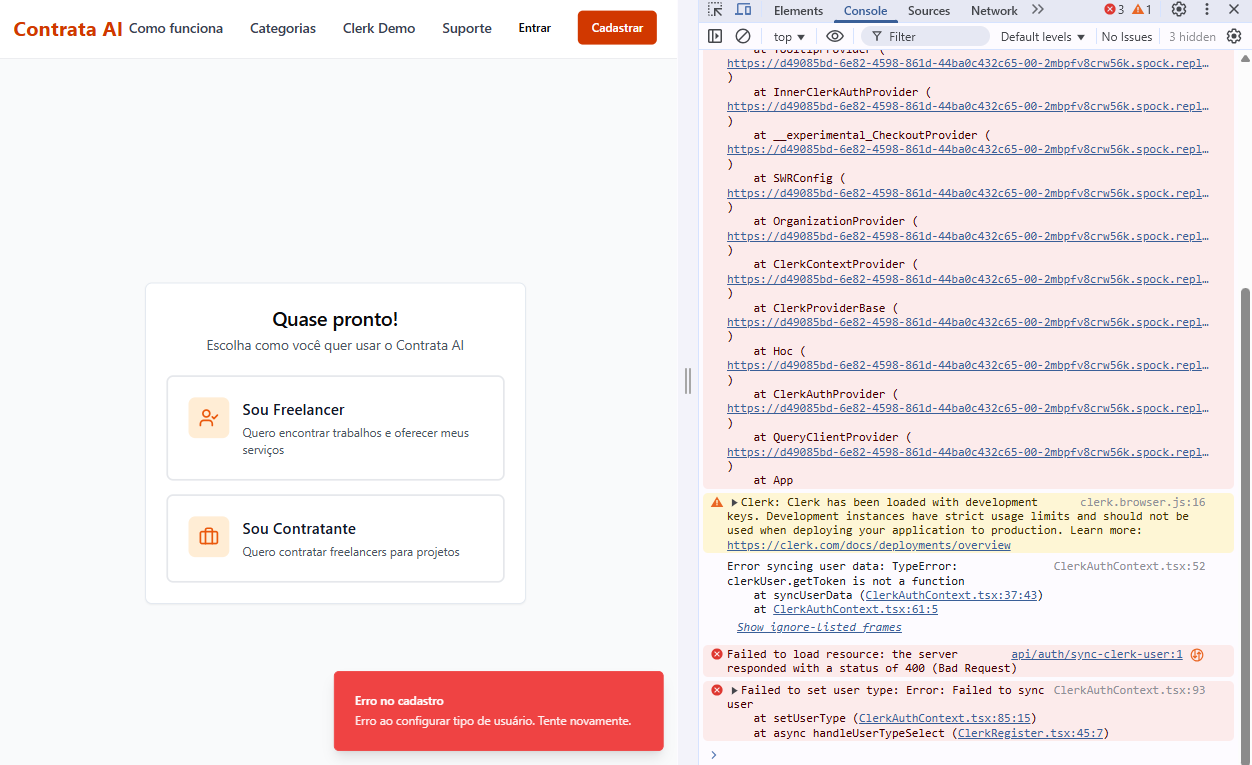 Contrata AI
Como funciona
Categorias
Clerk Demo
Suporte
Entrar
Cadastrar
Quase pronto!
Escolha como você quer usar o Contrata AI
Sou Freelancer
Quero encontrar trabalhos e oferecer meus
serviços
Sou Contratante
Quero contratar freelancers para projetos
Erro no cadastro
Erro ao configurar tipo de usuário. Tente novamente.
Elements
Console
Sources
Network
3
1
top
Filter
Default levels
No Issues
3 hidden
at TooltipProvider (
https://d49085bd-6e82-4598-861d-44ba0c432c65-00-2mbpfv8crw56k.spock.repl…
)
at InnerClerkAuthProvider (
https://d49085bd-6e82-4598-861d-44ba0c432c65-00-2mbpfv8crw56k.spock.repl…
)
at __experimental_CheckoutProvider (
https://d49085bd-6e82-4598-861d-44ba0c432c65-00-2mbpfv8crw56k.spock.repl…
)
at SWRConfig (
https://d49085bd-6e82-4598-861d-44ba0c432c65-00-2mbpfv8crw56k.spock.repl…
)
at OrganizationProvider (
https://d49085bd-6e82-4598-861d-44ba0c432c65-00-2mbpfv8crw56k.spock.repl…
)
at ClerkContextProvider (
https://d49085bd-6e82-4598-861d-44ba0c432c65-00-2mbpfv8crw56k.spock.repl…
)
at ClerkProviderBase (
https://d49085bd-6e82-4598-861d-44ba0c432c65-00-2mbpfv8crw56k.spock.repl…
)
at Hoc (
https://d49085bd-6e82-4598-861d-44ba0c432c65-00-2mbpfv8crw56k.spock.repl…
)
at ClerkAuthProvider (
https://d49085bd-6e82-4598-861d-44ba0c432c65-00-2mbpfv8crw56k.spock.repl…
)
at QueryClientProvider (
https://d49085bd-6e82-4598-861d-44ba0c432c65-00-2mbpfv8crw56k.spock.repl…
)
at App
Clerk: Clerk has been loaded with development clerk.browser.js:16
keys. Development instances have strict usage limits and should not be
used when deploying your application to production. Learn more:
https://clerk.com/docs/deployments/overview
Error syncing user data: TypeError: ClerkAuthContext.tsx:52
clerkUser.getToken is not a function
at syncUserData (ClerkAuthContext.tsx:37:43)
at ClerkAuthContext.tsx:61:5
Show ignore-listed frames
Failed to load resource: the server api/auth/sync-clerk-user:1
responded with a status of 400 (Bad Request)
Failed to set user type: Error: Failed to sync ClerkAuthContext.tsx:93
user
at setUserType (ClerkAuthContext.tsx:85:15)
at async handleUserTypeSelect (ClerkRegister.tsx:45:7)